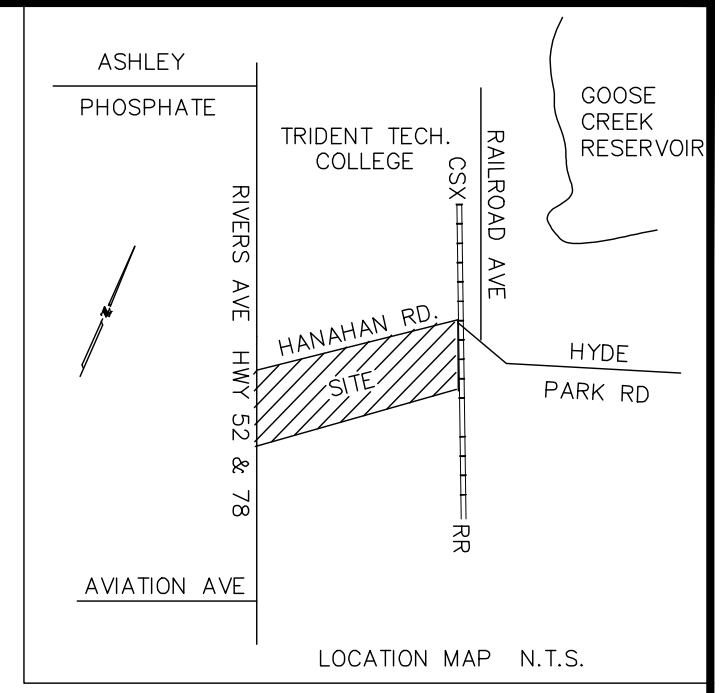 ASHLEY
PHOSPHATE
TRIDENT TECH.
COLLEGE
CSX
RAILROAD AVE
GOOSE
CREEK
RESERVOIR
RIVERS AVE HWY 52 & 78
N
HANAHAN RD.
SITE
HYDE
PARK RD
RR
AVIATION AVE
LOCATION MAP N.T.S.